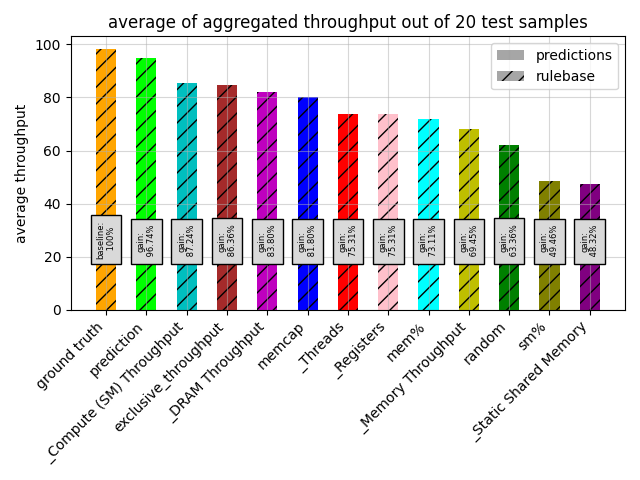 average of aggregated throughput out of 20 test samples
predictions
rulebase
average throughput
100
80
60
40
20
0
baseline:
100%
gain:
96.74%
gain:
87.24%
gain:
86.36%
gain:
83.80%
gain:
81.80%
gain:
75.31%
gain:
75.31%
gain:
73.11%
gain:
69.45%
gain:
63.36%
gain:
49.46%
gain:
48.32%
ground truth
prediction
_Compute (SM) Throughput
exclusive_throughput
_DRAM Throughput
memcap
_Threads
_Registers
mem%
_Memory Throughput
random
sm%
_Static Shared Memory